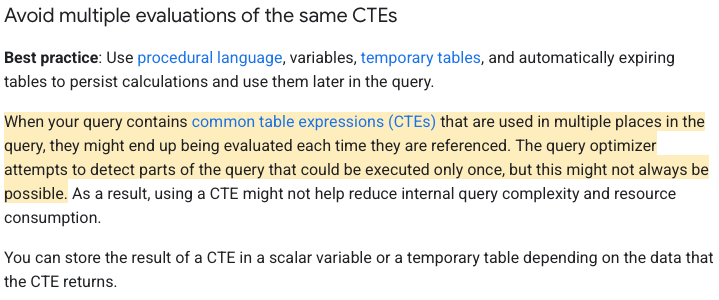 Avoid multiple evaluations of the same CTEs
Best practice: Use procedural language, variables, temporary tables, and automatically expiring
tables to persist calculations and use them later in the query.
When your query contains common table expressions (CTEs) that are used in multiple places in the
query, they might end up being evaluated each time they are referenced. The query optimizer
attempts to detect parts of the query that could be executed only once, but this might not always be
possible. As a result, using a CTE might not help reduce internal query complexity and resource
consumption.
You can store the result of a CTE in a scalar variable or a temporary table depending on the data that
the CTE returns.